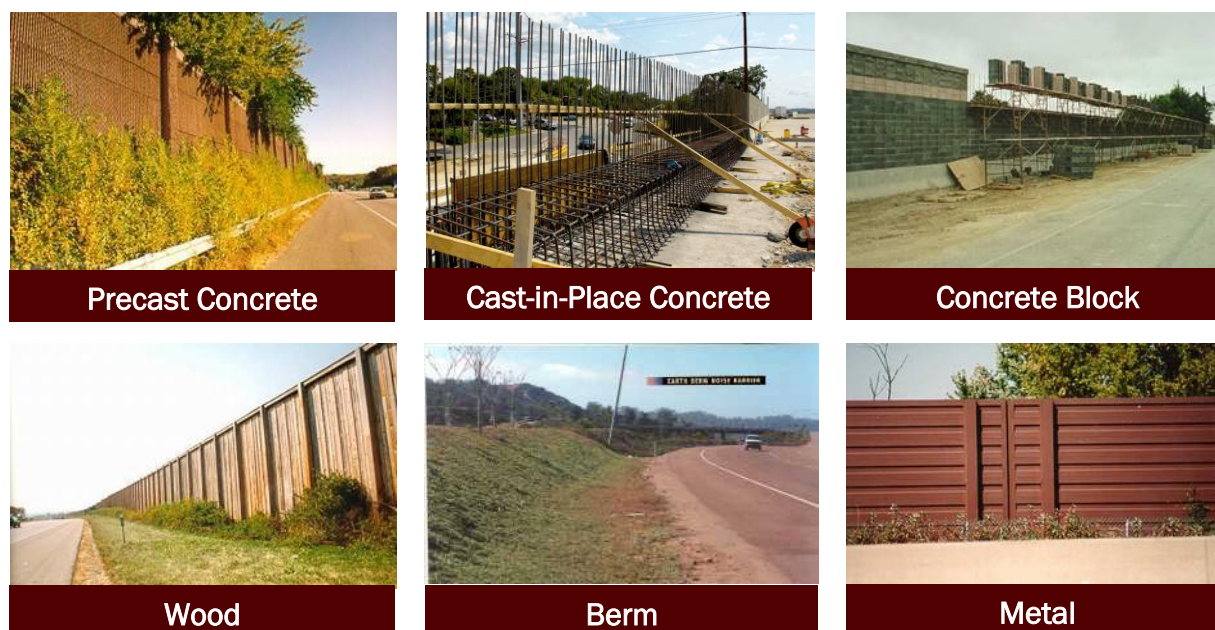 Precast Concrete
Cast-in-Place Concrete
Concrete Block
EARTH BERM NOISE BARRIER
Wood
Berm
Metal